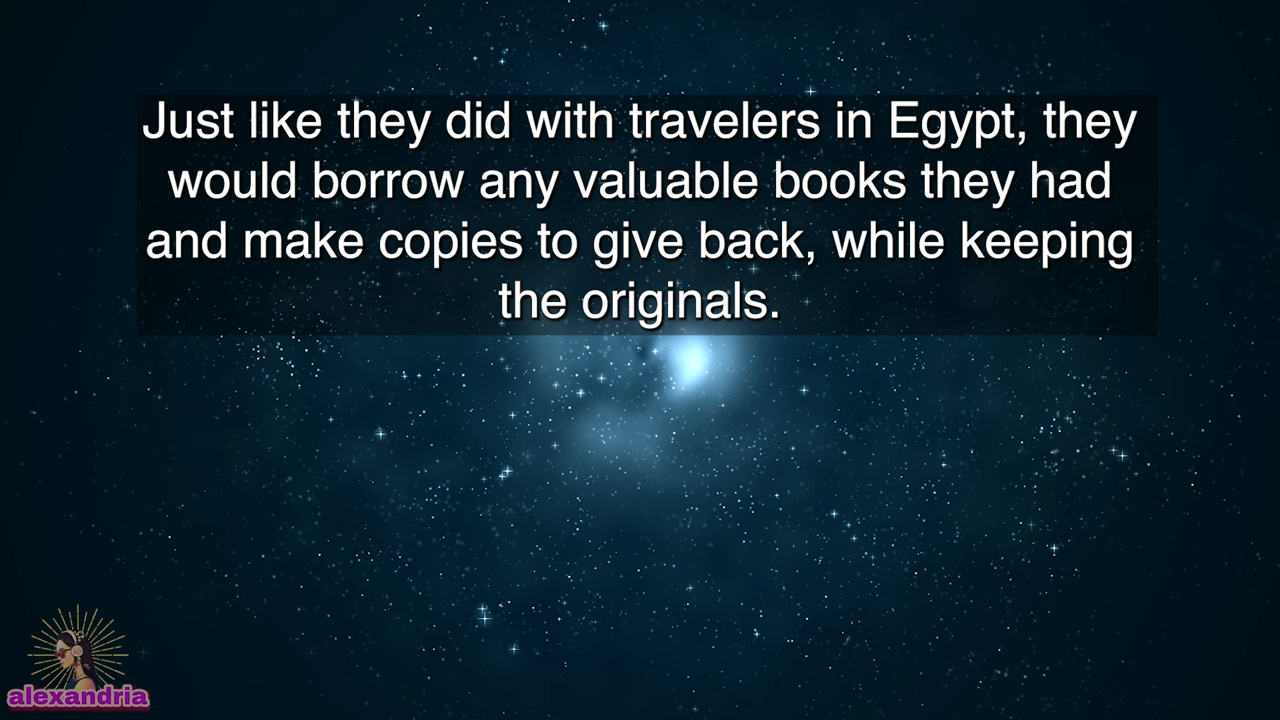 Just like they did with travelers in Egypt, they
would borrow any valuable books they had
and make copies to give back, while keeping
the originals.
alexandria